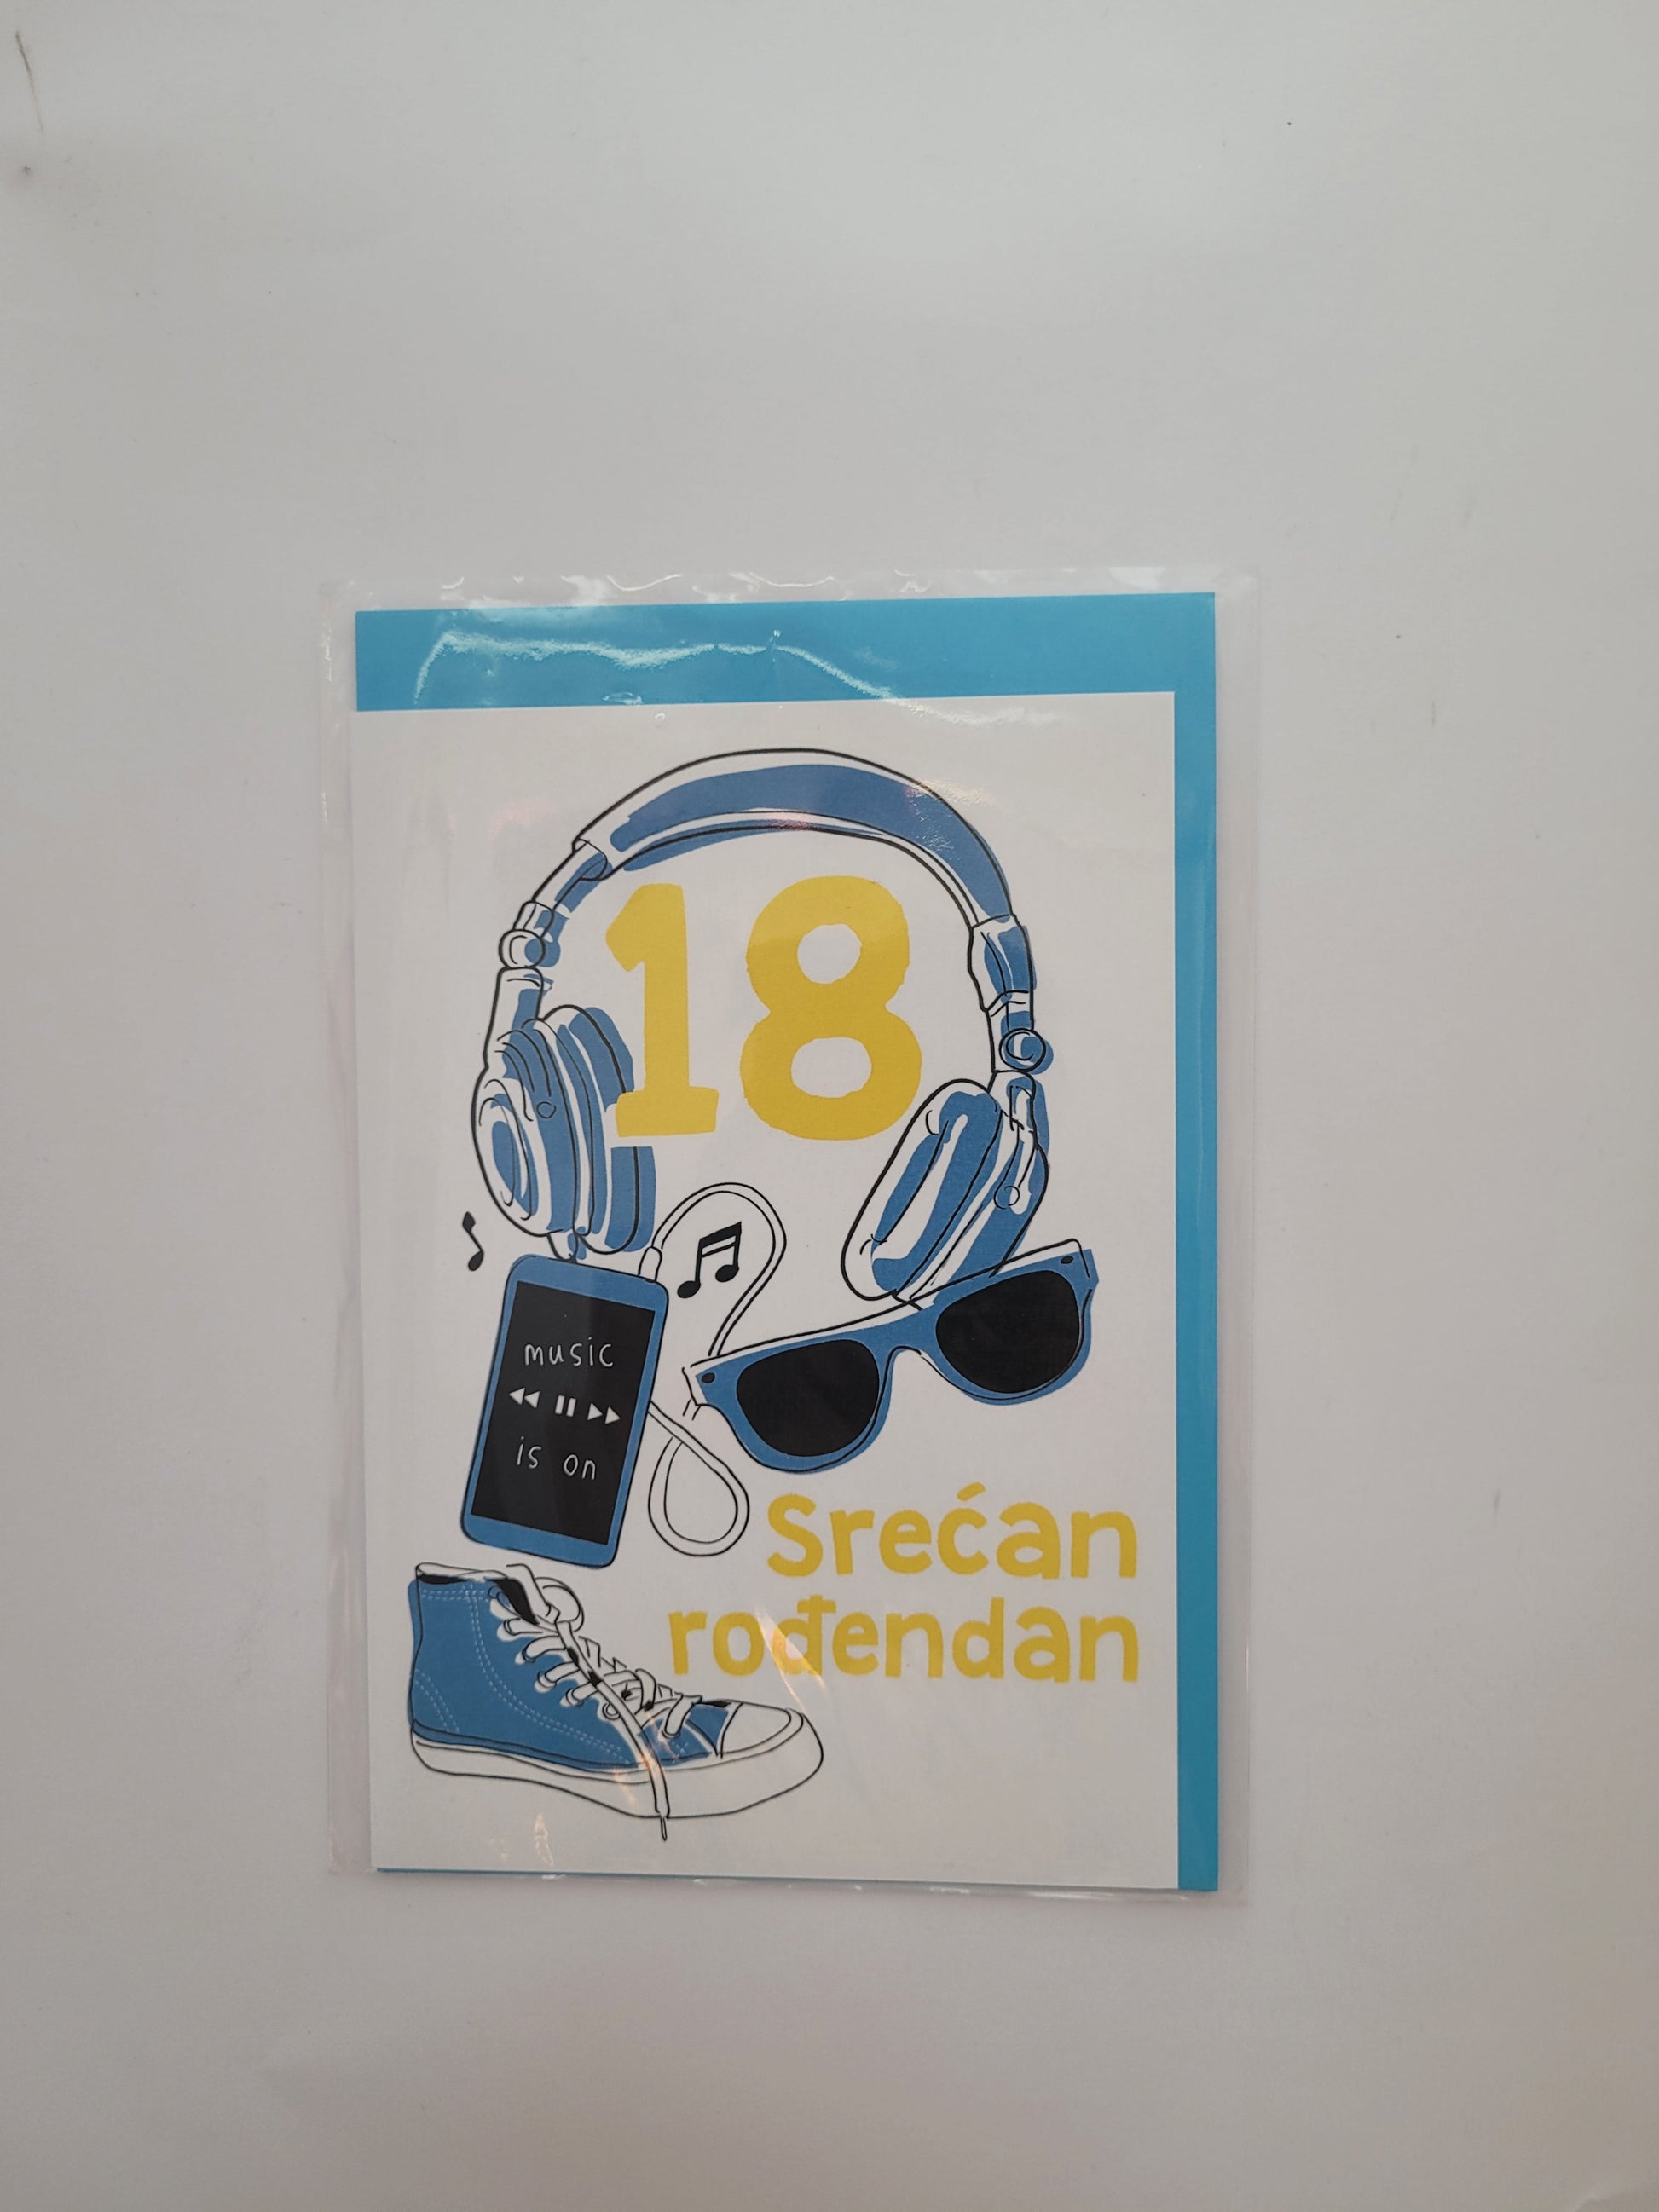 18
music
is on
Srećan
rođendan